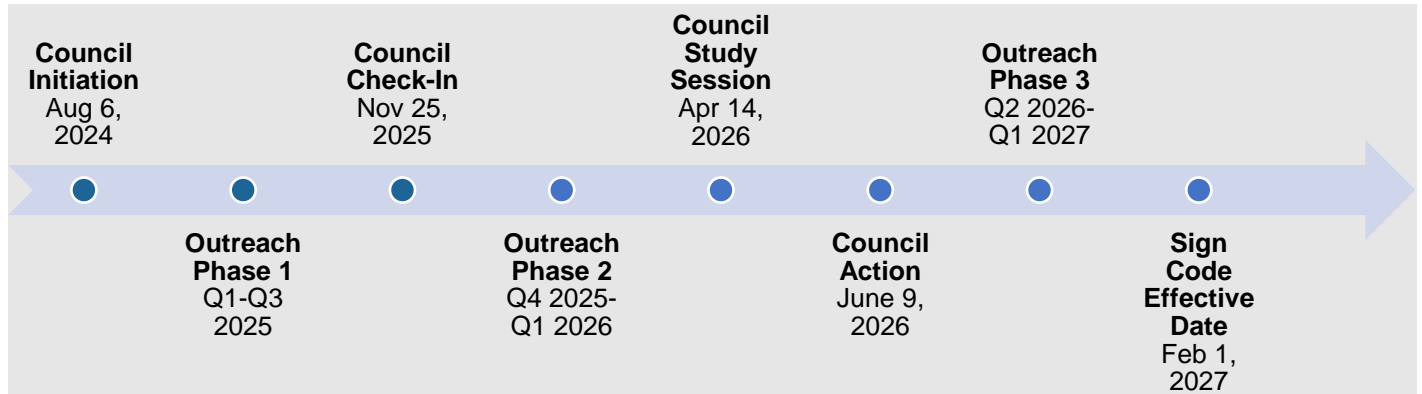 Council
Initiation
Aug 6,
2024
Outreach
Phase 1
Q1-Q3
2025
Council
Check-In
Nov 25,
2025
Outreach
Phase 2
Q4 2025-
Q1 2026
Council
Study
Session
Apr 14,
2026
Council
Action
June 9,
2026
Outreach
Phase 3
Q2 2026-
Q1 2027
Sign
Code
Effective
Date
Feb 1,
2027